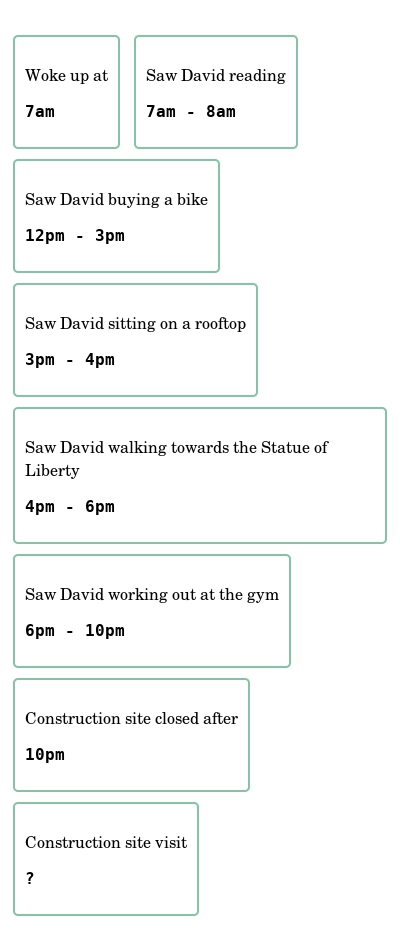 Woke up at
7am
Saw David reading
7am - 8am
Saw David buying a bike
12pm - 3pm
Saw David sitting on a rooftop
3pm - 4pm
Saw David walking towards the Statue of
Liberty
4pm - 6pm
Saw David working out at the gym
6pm - 10pm
Construction site closed after
10pm
Construction site visit
?